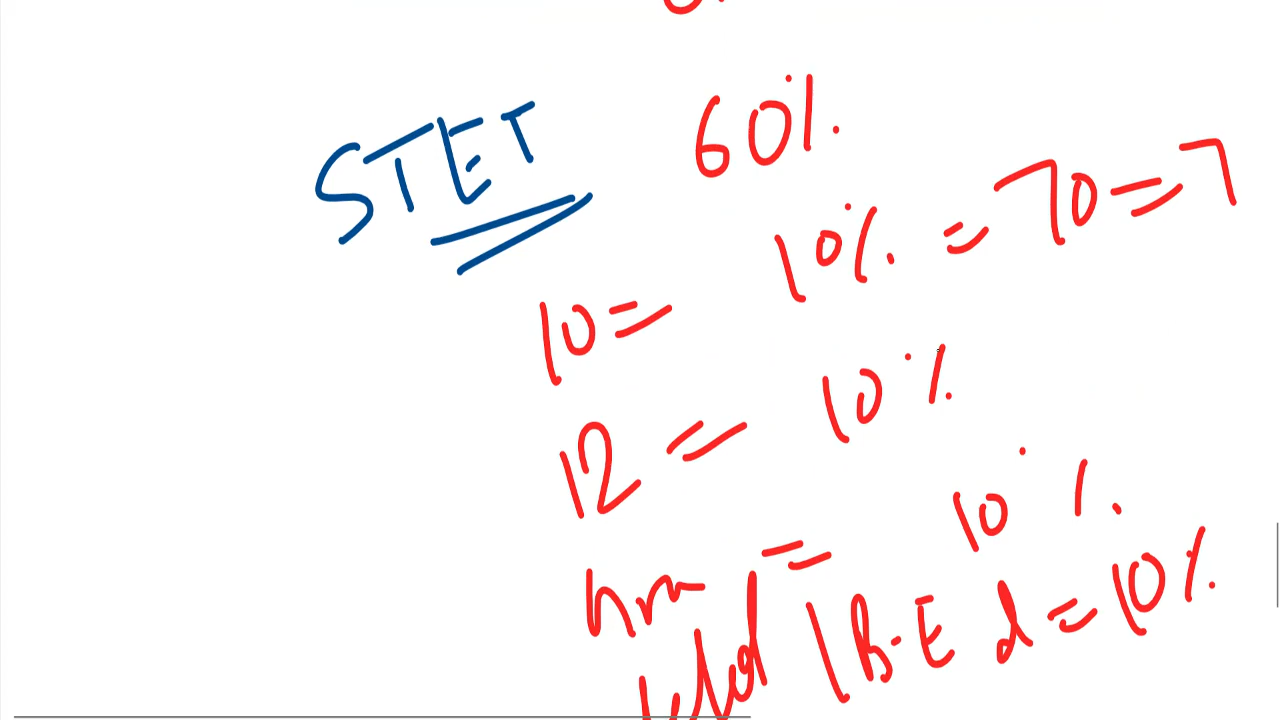 STET
60%
10 = 10% = 70 = 7
12 = 10%
= 10%
B.Ed = 10%